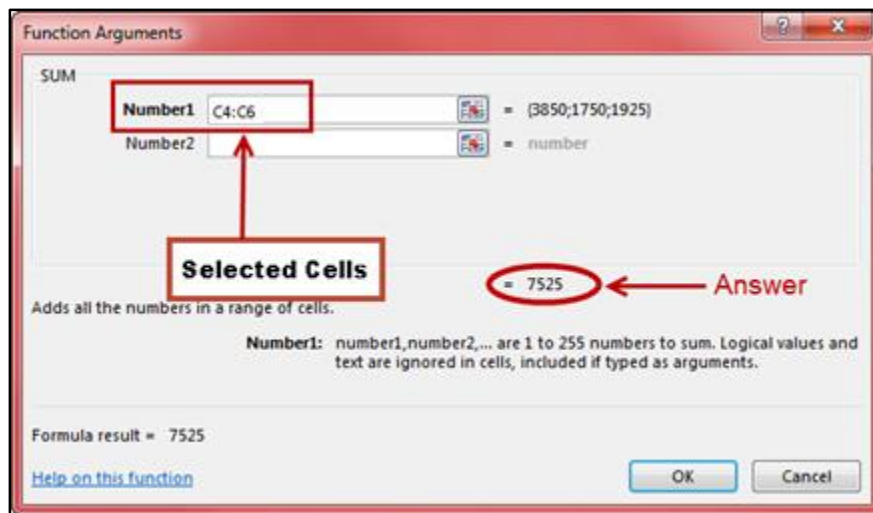 Function Arguments
SUM
Number1 C4:C6 = {3850;1750;1925}
Number2 = number
Selected Cells
= 7525 Answer
Adds all the numbers in a range of cells.
Number1: number1,number2,... are 1 to 255 numbers to sum. Logical values and
text are ignored in cells, included if typed as arguments.
Formula result = 7525
Help on this function
OK Cancel